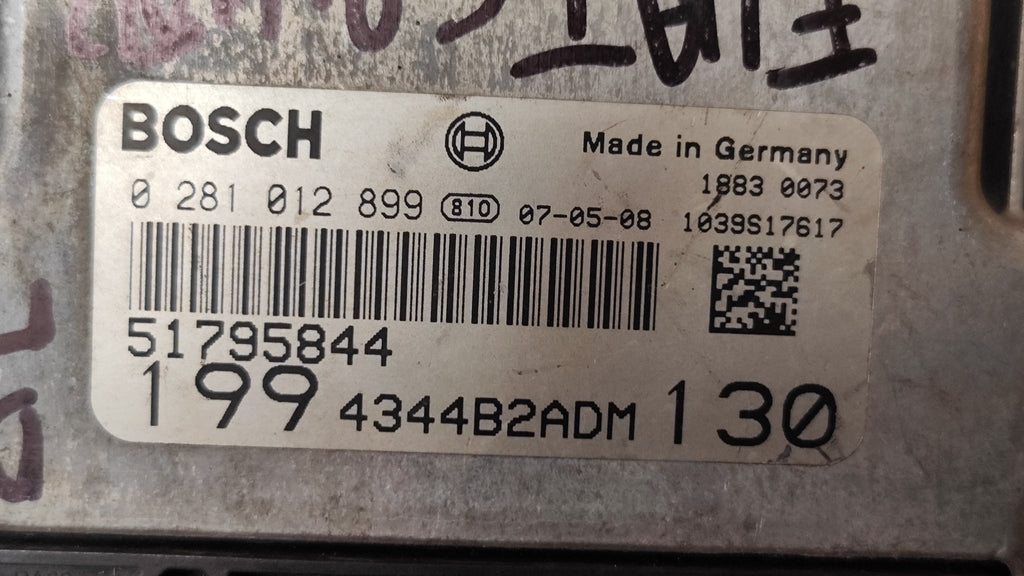 BOSCH
Made in Germany
1883 0073
0 281 012 899 810 07-05-08 1039S17617
51795844
199 4344B2ADM 130